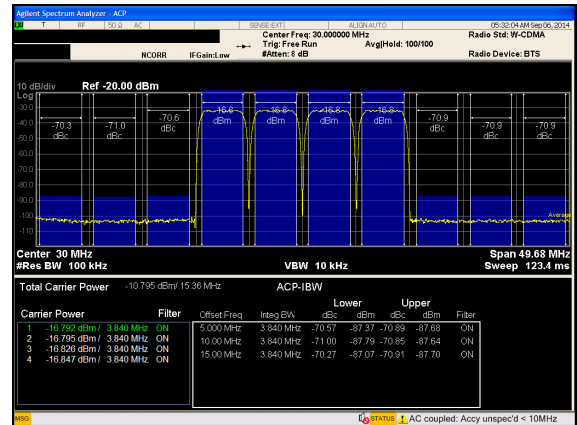 Agilent Spectrum Analyzer - ACP
T RF 50 Ω AC SENSE:EXT ALIGN AUTO 05:32:04 AM Sep 06, 2014
Center Freq: 30.000000 MHz Radio Std: W-CDMA
Trig: Free Run Avg|Hold: 100/100
NCORR IFGain:Low #Atten: 8 dB Radio Device: BTS
10 dB/div Ref -20.00 dBm
Log
-30.0
-40.0
-50.0
-60.0
-70.0
-80.0
-90.0
-100
-110
-70.3 dBc
-71.0 dBc
-70.6 dBc
-16.8 dBm
-16.8 dBm
-16.8 dBm
-16.8 dBm
-70.9 dBc
-70.9 dBc
-70.9 dBc
Average
Center 30 MHz Span 49.68 MHz
#Res BW 100 kHz VBW 10 kHz Sweep 123.4 ms
Total Carrier Power -10.795 dBm/ 15.36 MHz ACP-IBW
Lower Upper
Carrier Power Filter Offset Freq Integ BW dBc dBm dBc dBm Filter
1 -16.792 dBm / 3.840 MHz ON 5.000 MHz 3.840 MHz -70.57 -87.37 -70.89 -87.68 ON
2 -16.795 dBm / 3.840 MHz ON 10.00 MHz 3.840 MHz -71.00 -87.79 -70.85 -87.64 ON
3 -16.826 dBm / 3.840 MHz ON 15.00 MHz 3.840 MHz -70.27 -87.07 -70.91 -87.70 ON
4 -16.847 dBm / 3.840 MHz ON
MSG STATUS AC coupled: Accy unspec'd < 10MHz